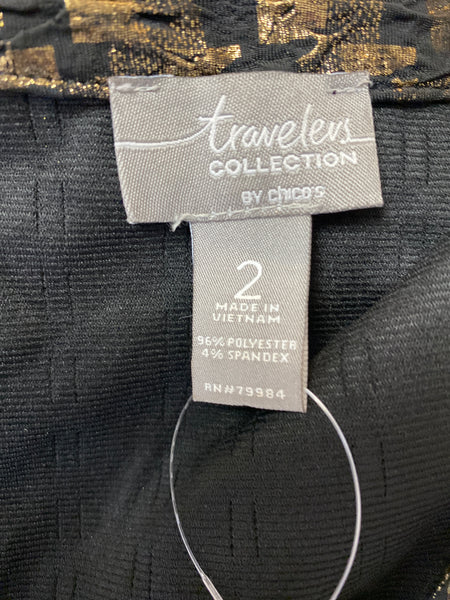 travelers
COLLECTION
BY chico's
2
MADE IN
VIETNAM
96% POLYESTER
4% SPANDEX
RN#79984